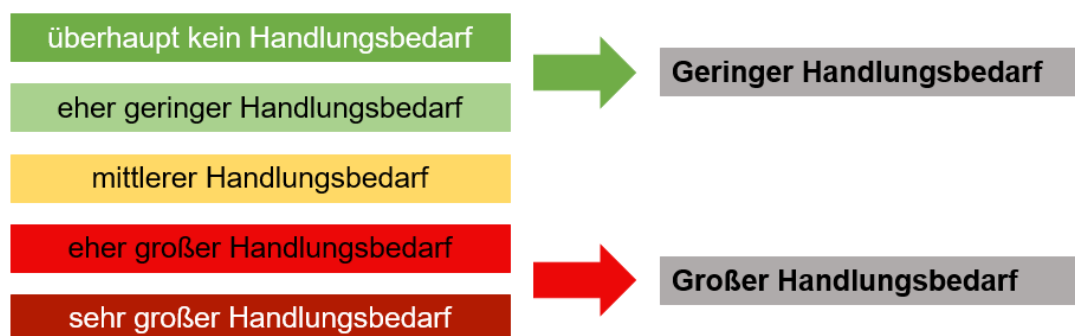 überhaupt kein Handlungsbedarf
eher geringer Handlungsbedarf
mittlerer Handlungsbedarf
eher großer Handlungsbedarf
sehr großer Handlungsbedarf
Geringer Handlungsbedarf
Großer Handlungsbedarf